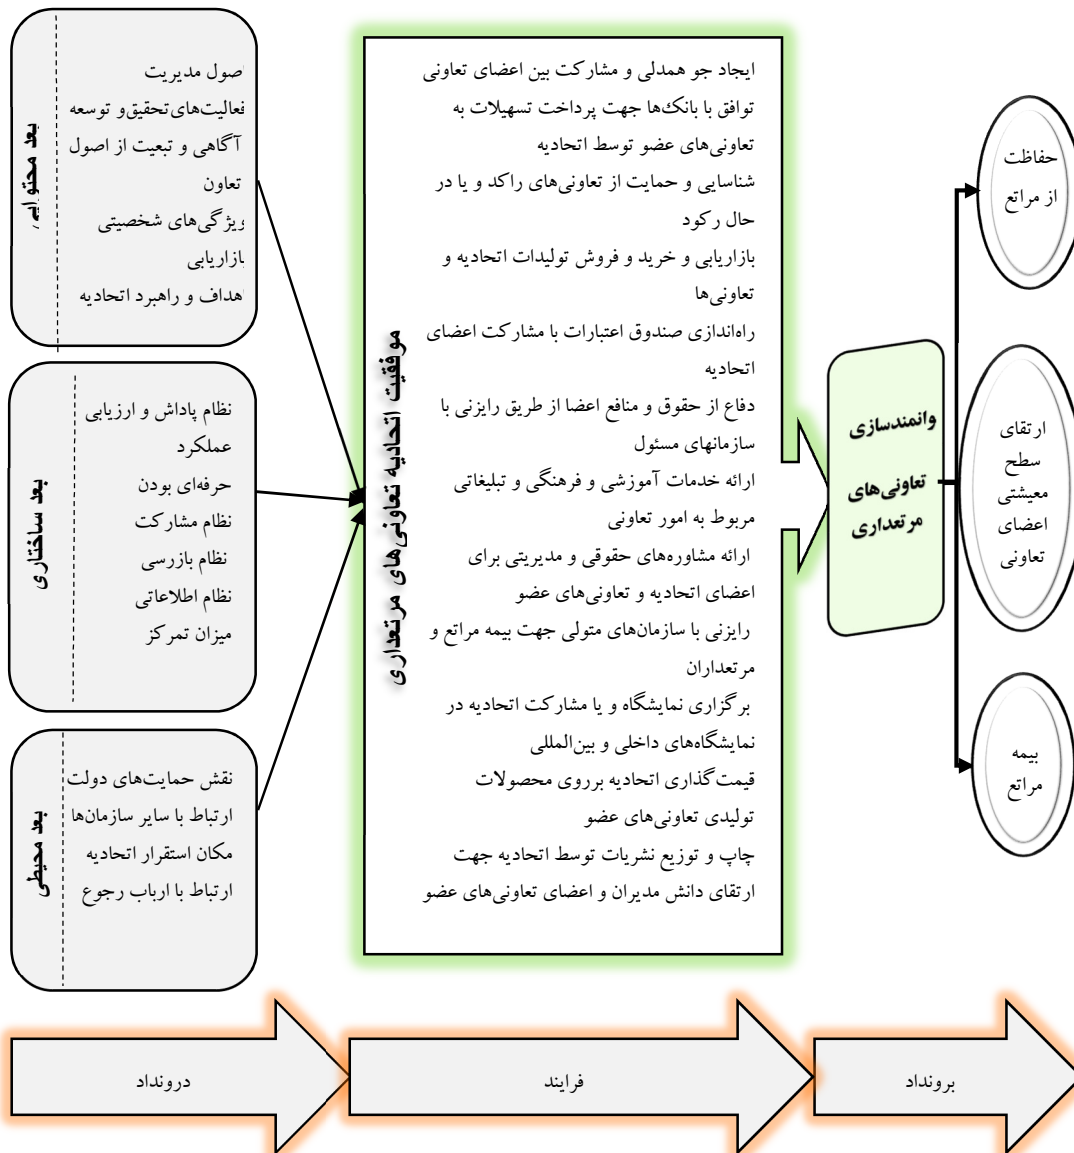 بعد محتوایی
صول مدیریت
فعالیت‌های تحقیق و توسعه
آگاهی و تبعیت از اصول
تعاون
ویژگی‌های شخصیتی
بازاریابی
اهداف و راهبرد اتحادیه
بعد ساختاری
نظام پاداش و ارزیابی
عملکرد
حرفه‌ای بودن
نظام مشارکت
نظام بازرسی
نظام اطلاعاتی
میزان تمرکز
بعد محیطی
نقش حمایت‌های دولت
ارتباط با سایر سازمان‌ها
مکان استقرار اتحادیه
ارتباط با ارباب رجوع
موفقیت اتحادیه تعاونی‌های مرتعداری
ایجاد جو همدلی و مشارکت بین اعضای تعاونی
توافق با بانک‌ها جهت پرداخت تسهیلات به
تعاونی‌های عضو توسط اتحادیه
شناسایی و حمایت از تعاونی‌های راکد و یا در
حال رکود
بازاریابی و خرید و فروش تولیدات اتحادیه و
تعاونی‌ها
راه‌اندازی صندوق اعتبارات با مشارکت اعضای
اتحادیه
دفاع از حقوق و منافع اعضا از طریق رایزنی با
سازمانهای مسئول
ارائه خدمات آموزشی و فرهنگی و تبلیغاتی
مربوط به امور تعاونی
ارائه مشاوره‌های حقوقی و مدیریتی برای
اعضای اتحادیه و تعاونی‌های عضو
رایزنی با سازمان‌های متولی جهت بیمه مراتع و
مرتعداران
برگزاری نمایشگاه و یا مشارکت اتحادیه در
نمایشگاه‌های داخلی و بین‌المللی
قیمت‌گذاری اتحادیه برروی محصولات
تولیدی تعاونی‌های عضو
چاپ و توزیع نشریات توسط اتحادیه جهت
ارتقای دانش مدیران و اعضای تعاونی‌های عضو
وانمندسازی
تعاونی‌های
مرتعداری
حفاظت
از مراتع
ارتقای
سطح
معیشتی
اعضای
تعاونی
بیمه
مراتع
درونداد
فرایند
برونداد